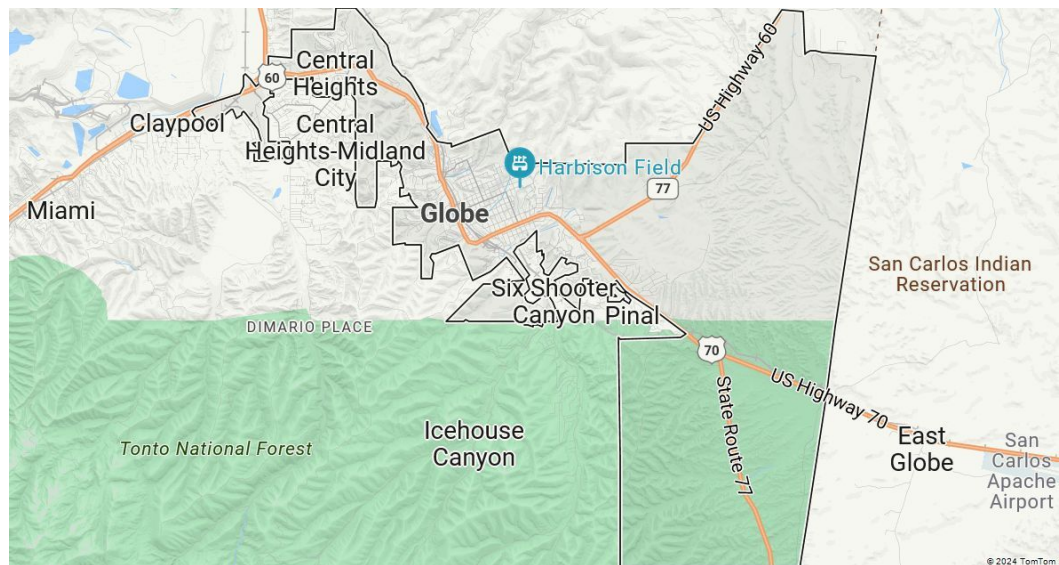 Central
Heights
60
Claypool
Central
Heights-Midland
City
US Highway 60
Harbison Field
77
Miami
Globe
San Carlos Indian
Reservation
Six Shooter
Canyon
Pinal
DIMARIO PLACE
70
US Highway 70
State Route 77
Icehouse
Canyon
Tonto National Forest
East
Globe
San
Carlos
Apache
Airport
© 2024 TomTom